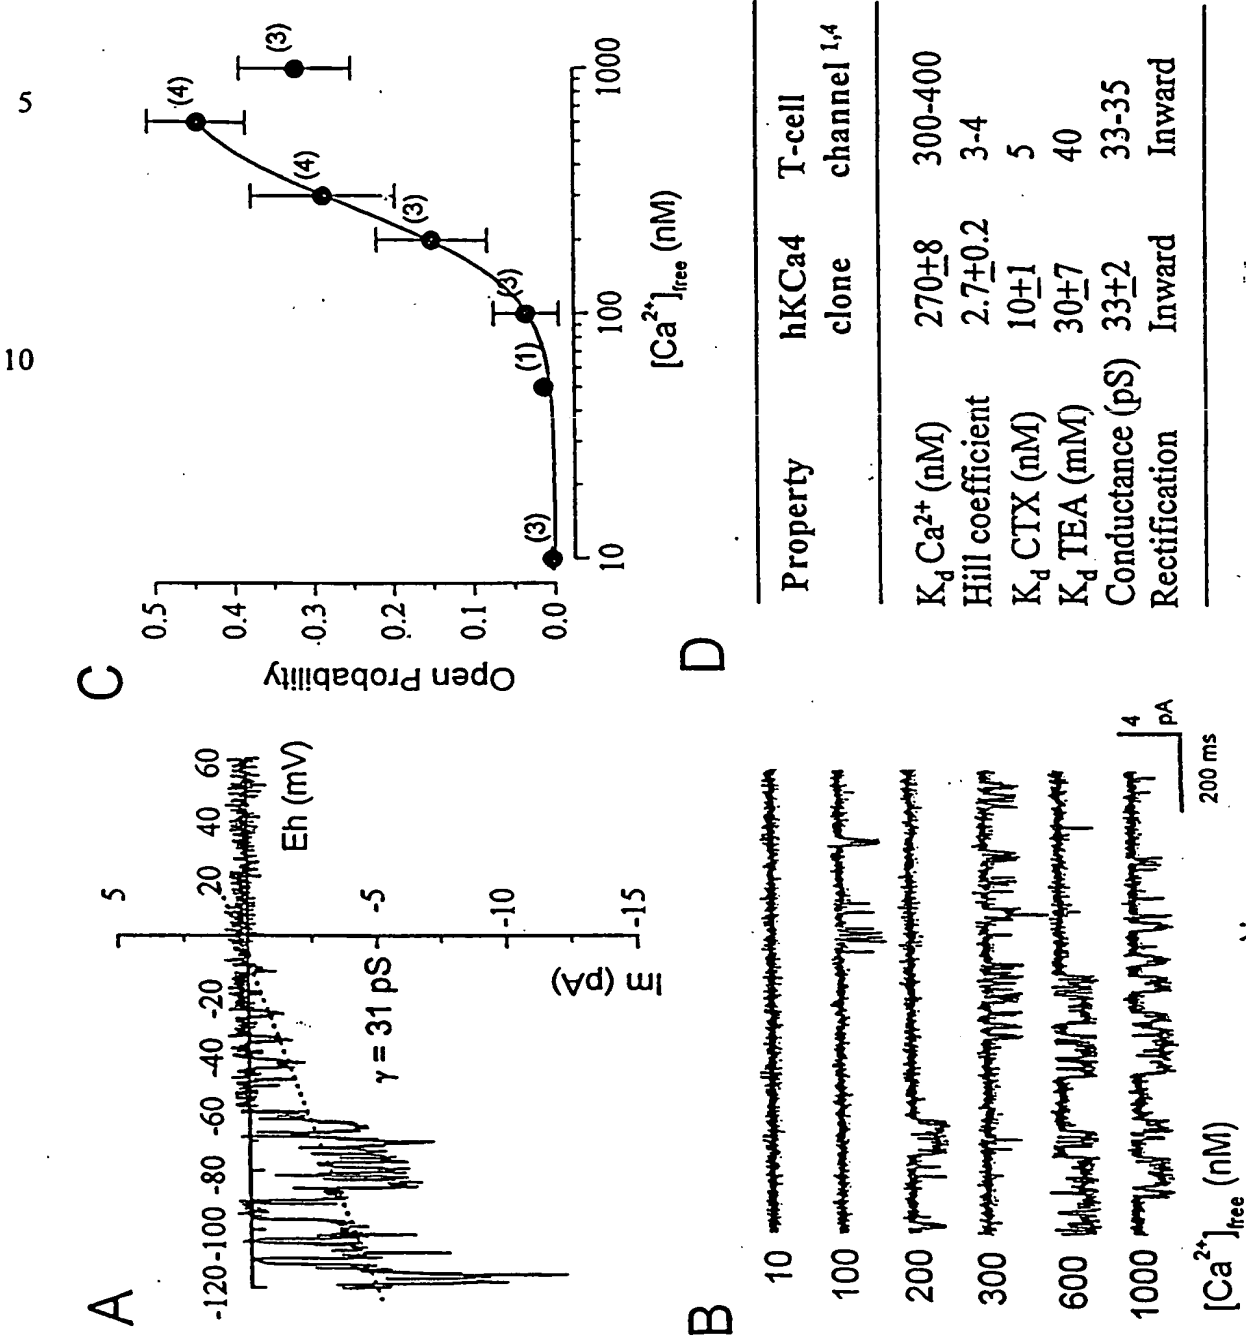 5
10
A
5
-5
-10
-15
-120
-100
-80
-60
-40
-20
20
40
60
Eh (mV)
Im (pA)
γ = 31 pS
B
10
100
200
300
600
1000
[Ca2+]free (nM)
4
pA
200 ms
C
Open Probability
0.5
0.4
0.3
0.2
0.1
0.0
(3)
(1)
(3)
(3)
(4)
(4)
(3)
10
100
1000
[Ca2+]free (nM)
D
Property hKCa4 clone T-cell channel 1,4
Kd Ca2+ (nM) 270±8 300-400
Hill coefficient 2.7±0.2 3-4
Kd CTX (nM) 10±1 5
Kd TEA (mM) 30±7 40
Conductance (pS) 33±2 33-35
Rectification Inward Inward